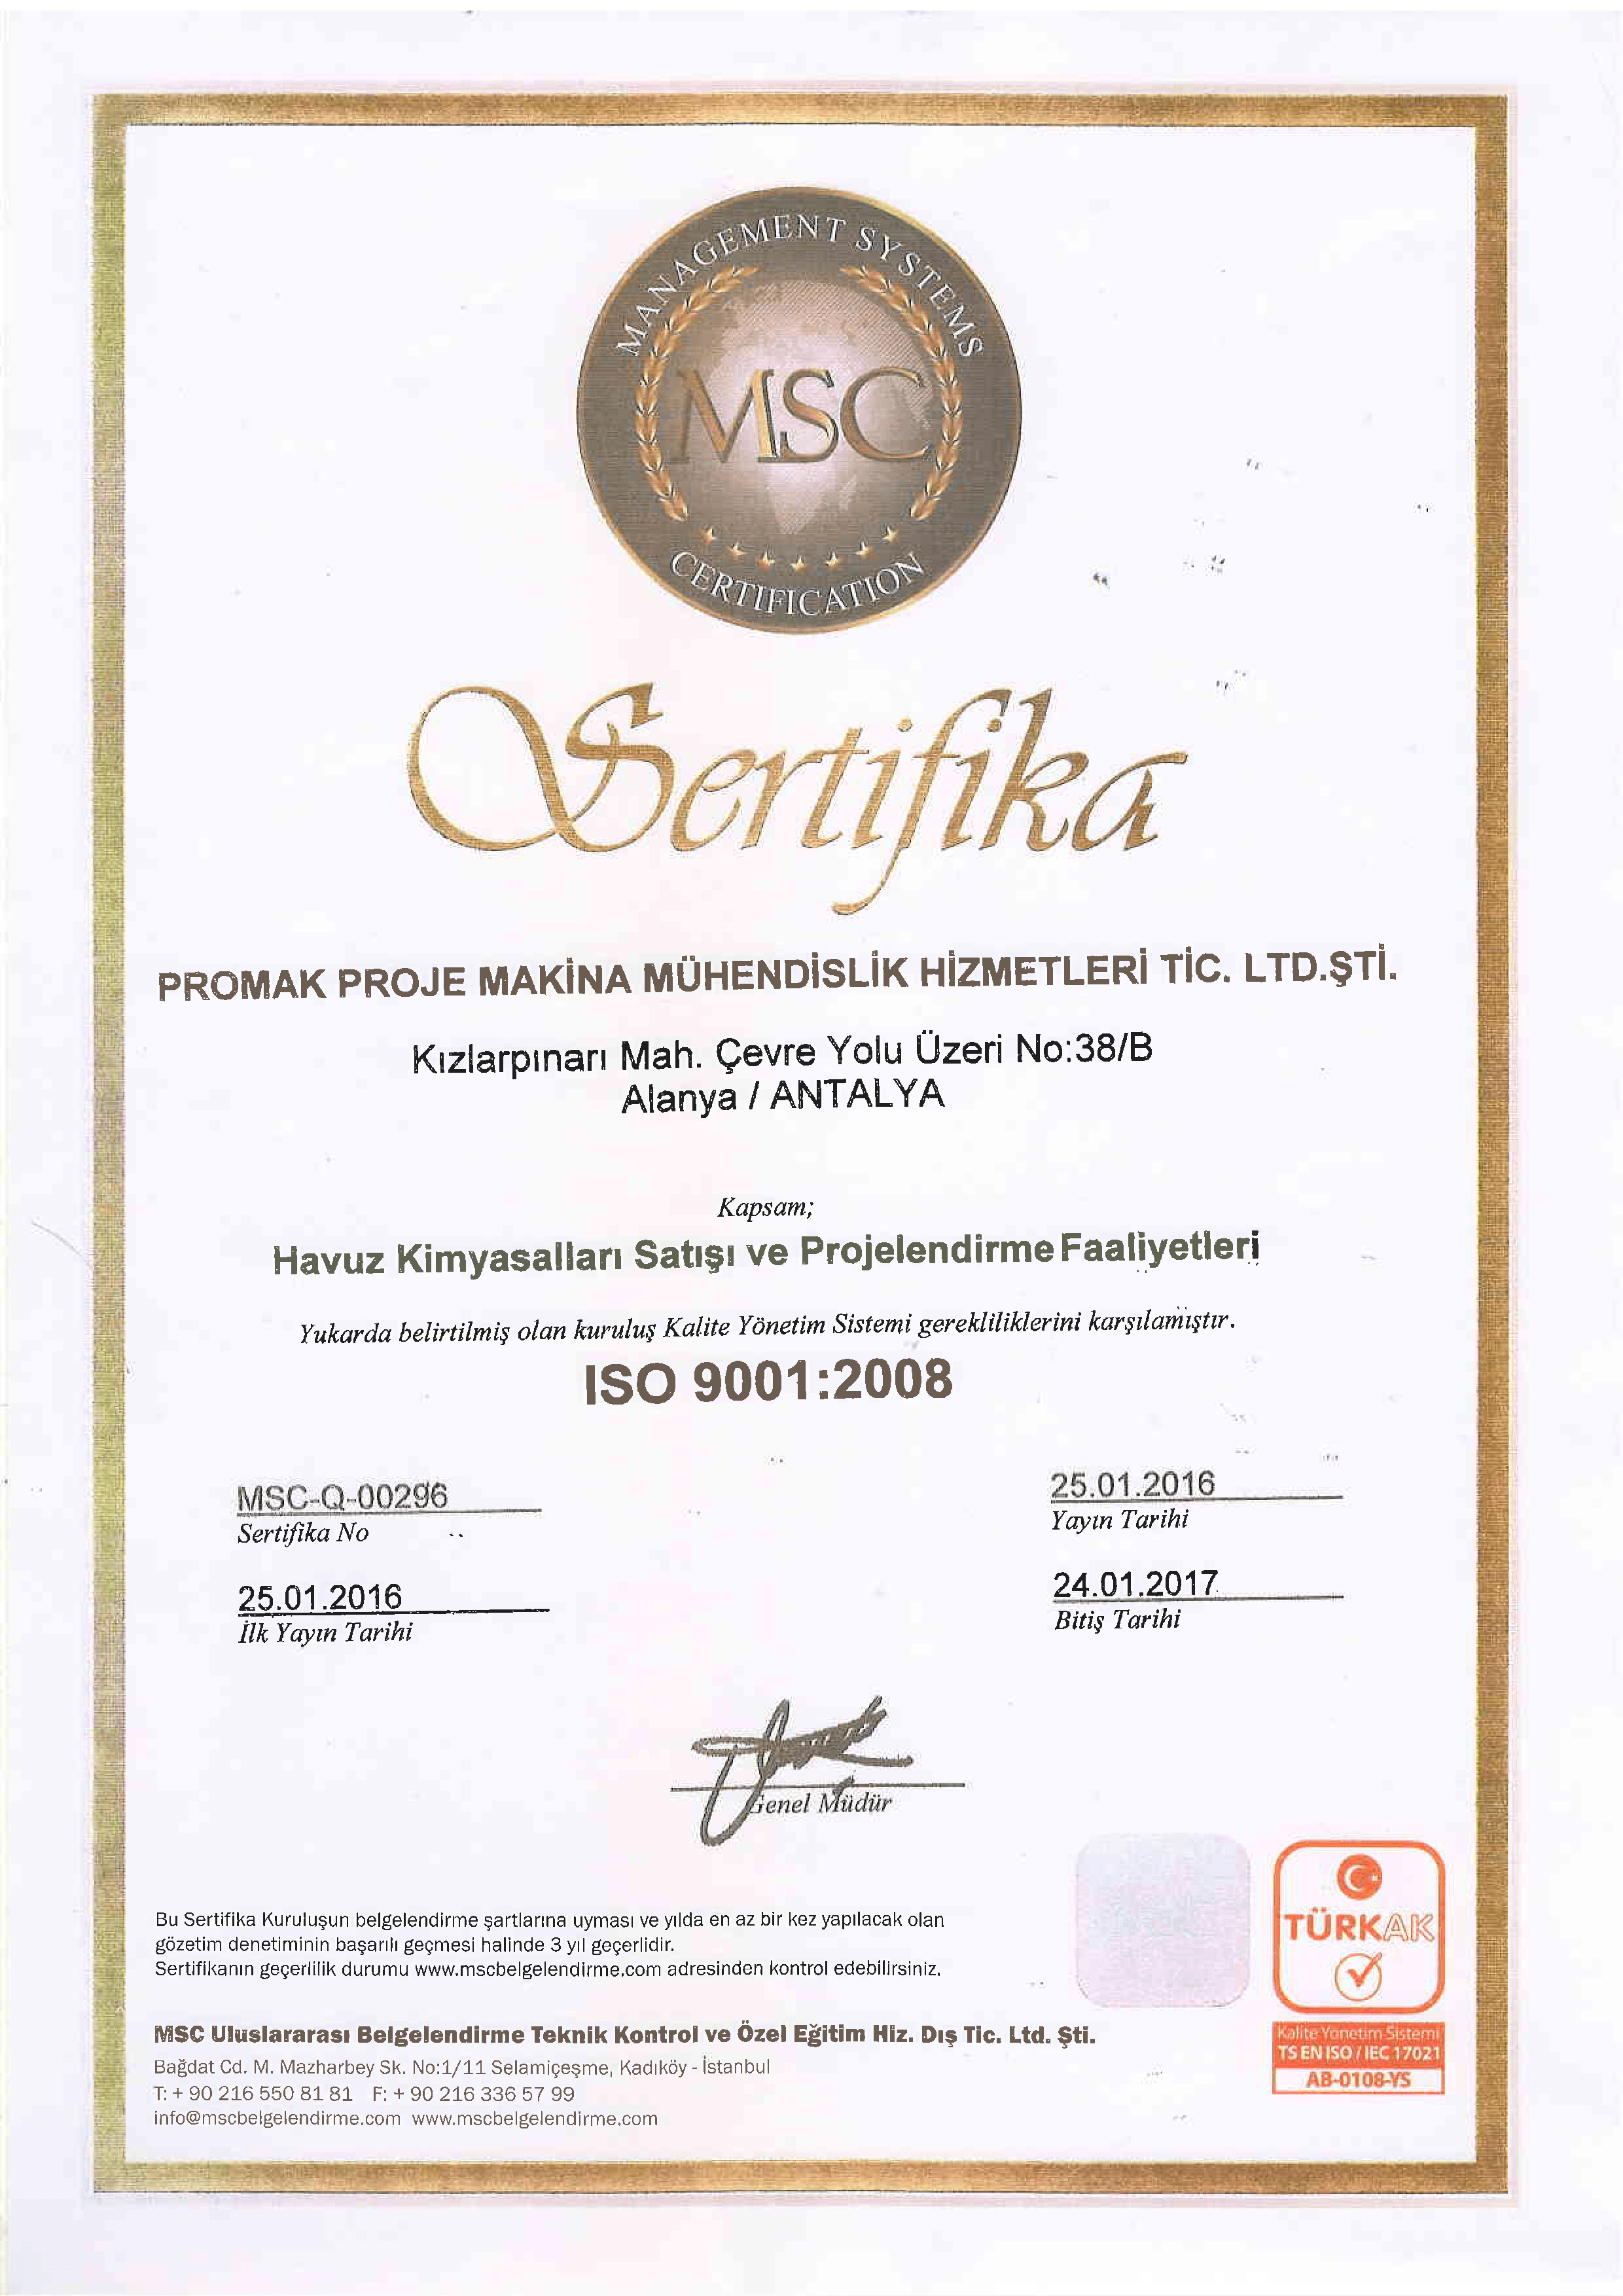 MANAGEMENT SYSTEMS
MSC
CERTIFICATION
Sertifika
PROMAK PROJE MAKİNA MÜHENDİSLİK HİZMETLERİ TİC. LTD.ŞTİ.
Kızlarpınarı Mah. Çevre Yolu Üzeri No:38/B
Alanya / ANTALYA
Kapsam;
Havuz Kimyasalları Satışı ve Projelendirme Faaliyetleri
Yukarda belirtilmiş olan kuruluş Kalite Yönetim Sistemi gerekliliklerini karşılamıştır.
ISO 9001:2008
MSC-Q-00296
Sertifika No
25.01.2016
Yayın Tarihi
25.01.2016
İlk Yayın Tarihi
24.01.2017
Bitiş Tarihi
Genel Müdür
Bu Sertifika Kuruluşun belgelendirme şartlarına uyması ve yılda en az bir kez yapılacak olan
gözetim denetiminin başarılı geçmesi halinde 3 yıl geçerlidir.
Sertifikanın geçerlilik durumu www.mscbelgelendirme.com adresinden kontrol edebilirsiniz.
MSC Uluslararası Belgelendirme Teknik Kontrol ve Özel Eğitim Hiz. Dış Tic. Ltd. Şti.
Bağdat Cd. M. Mazharbey Sk. No:1/11 Selamiçeşme, Kadıköy - İstanbul
T: + 90 216 550 81 81 F: + 90 216 336 57 99
info@mscbelgelendirme.com www.mscbelgelendirme.com
TÜRKAK
Kalite Yönetim Sistemi
TS EN ISO / IEC 17021
AB-0108-YS